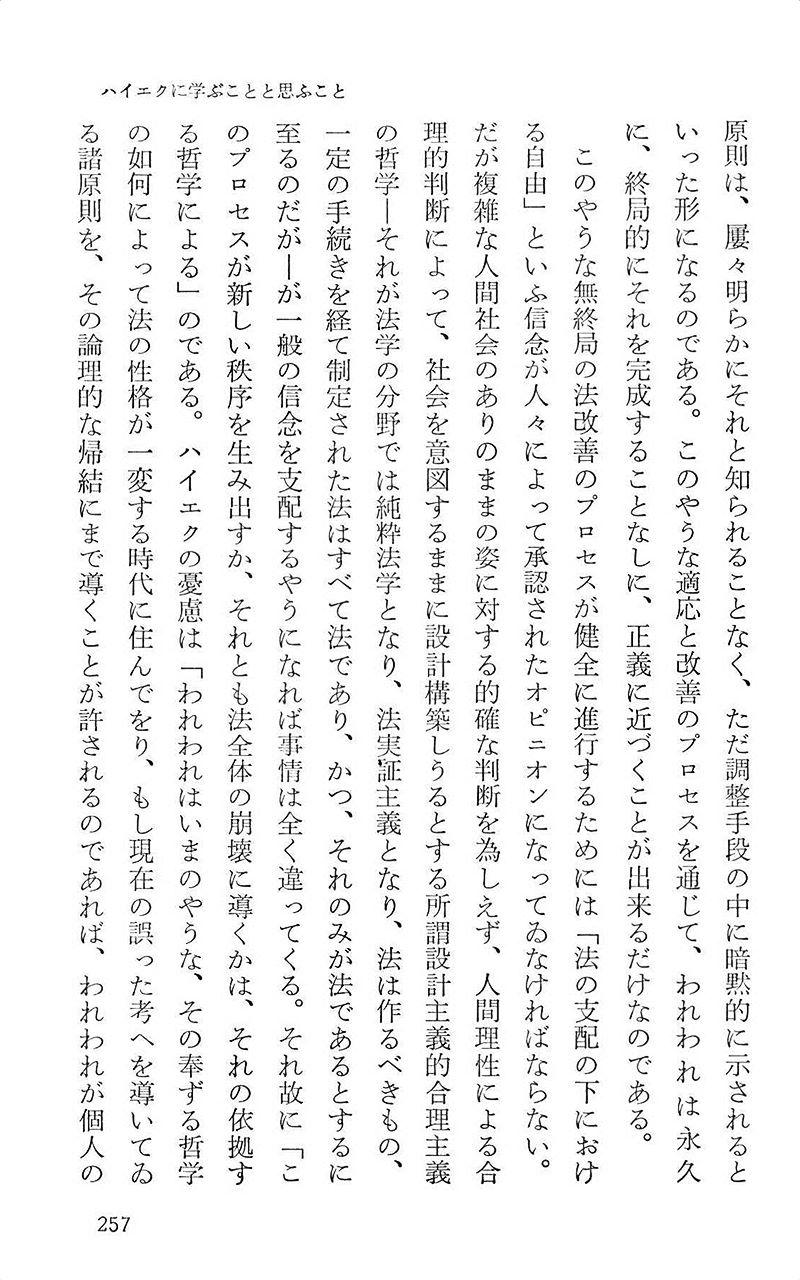 ハイエクに学ぶことと思ふこと
原則は、屢々明らかにそれと知られることなく、ただ調整手段の中に暗黙的に示されると
いった形になるのである。このやうな適応と改善のプロセスを通じて、われわれは永久
に、終局的にそれを完成することなしに、正義に近づくことが出来るだけなのである。
このやうな無終局の法改善のプロセスが健全に進行するためには「法の支配の下におけ
る自由」といふ信念が人々によって承認されたオピニオンになってゐなければならない。
だが複雑な人間社会のありのままの姿に対する的確な判断を為しえず、人間理性による合
理的判断によって、社会を意図するままに設計構築しうるとする所謂設計主義的合理主義
の哲学―それが法学の分野では純粋法学となり、法実証主義となり、法は作るべきもの、
一定の手続きを経て制定された法はすべて法であり、かつ、それのみが法であるとするに
至るのだが―が一般の信念を支配するやうになれば事情は全く違ってくる。それ故に「こ
のプロセスが新しい秩序を生み出すか、それとも法全体の崩壊に導くかは、それの依拠す
る哲学による」のである。ハイエクの憂慮は「われわれはいまのやうな、その奉ずる哲学
の如何によって法の性格が一変する時代に住んでをり、もし現在の誤った考へを導いてゐ
る諸原則を、その論理的な帰結にまで導くことが許されるのであれば、われわれが個人の
257